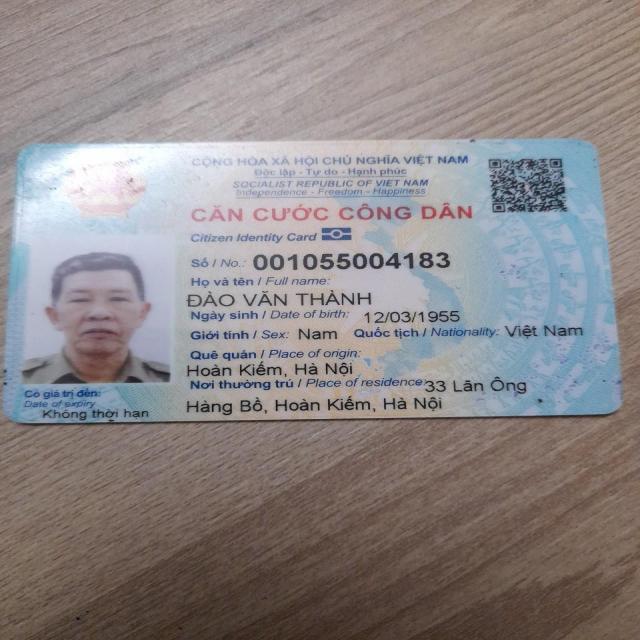 CỘNG HÒA XÃ HỘI CHỦ NGHĨA VIỆT NAM
Độc lập - Tự do - Hạnh phúc
SOCIALIST REPUBLIC OF VIET NAM
Independence - Freedom - Happiness
CĂN CƯỚC CÔNG DÂN
Citizen Identity Card
Số / No.: 001055004183
Họ và tên / Full name:
ĐÀO VĂN THÀNH
Ngày sinh / Date of birth: 12/03/1955
Giới tính / Sex: Nam Quốc tịch / Nationality: Việt Nam
Quê quán / Place of origin:
Hoàn Kiếm, Hà Nội
Nơi thường trú / Place of residence: 33 Lãn Ông
Hàng Bồ, Hoàn Kiếm, Hà Nội
Có giá trị đến:
Date of expiry
Không thời hạn